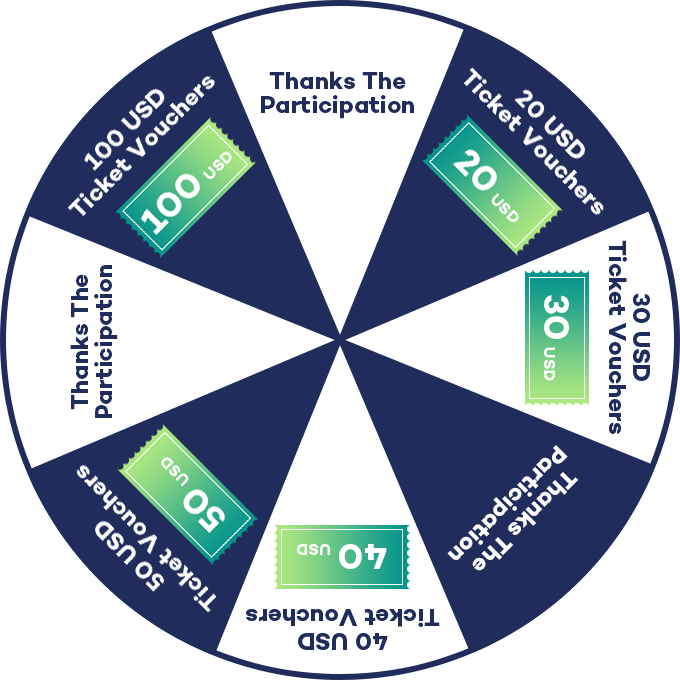 Thanks The
Participation
20 USD
Ticket Vouchers
20 USD
30 USD
Ticket Vouchers
30 USD
Thanks The
Participation
40 USD
Ticket Vouchers
40 USD
50 USD
Ticket Vouchers
50 USD
Thanks The
Participation
100 USD
Ticket Vouchers
100 USD